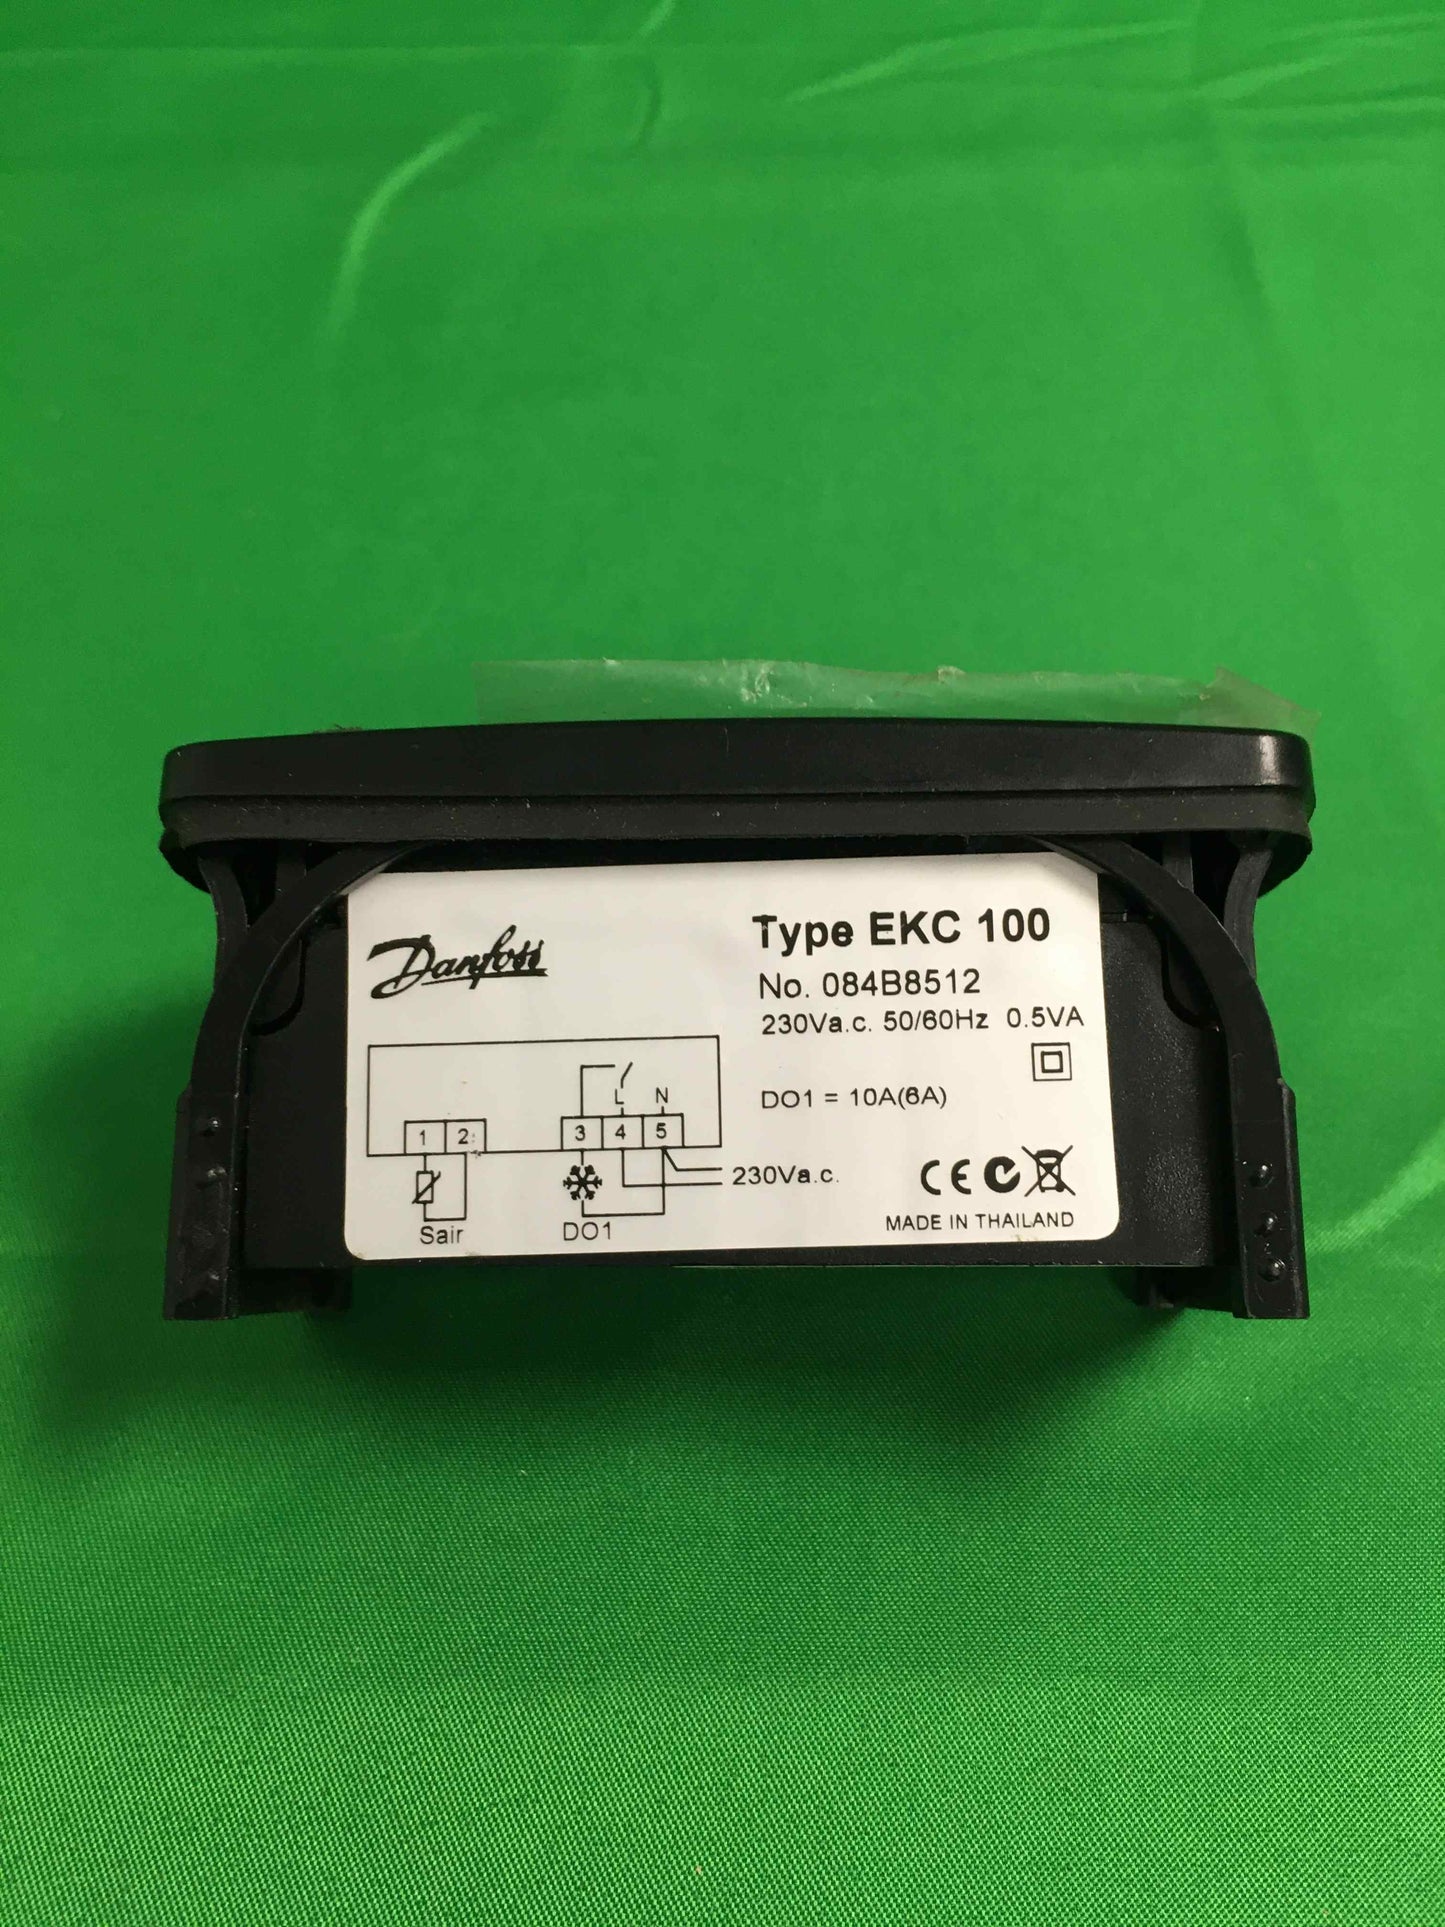 Danfoss
Type EKC 100
No. 084B8512
230Va.c. 50/60Hz 0.5VA
DO1 = 10A(6A)
L N
1 2 3 4 5
230Va.c.
Sair DO1
CE
MADE IN THAILAND